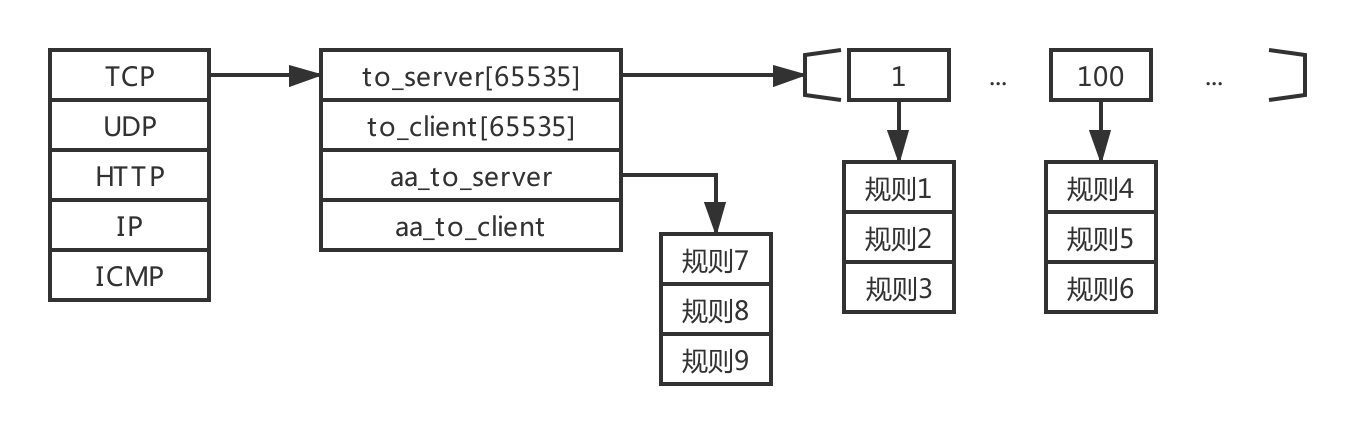 TCP
UDP
HTTP
IP
ICMP
to_server[65535]
to_client[65535]
aa_to_server
aa_to_client
规则7
规则8
规则9
1
...
100
...
规则1
规则2
规则3
规则4
规则5
规则6